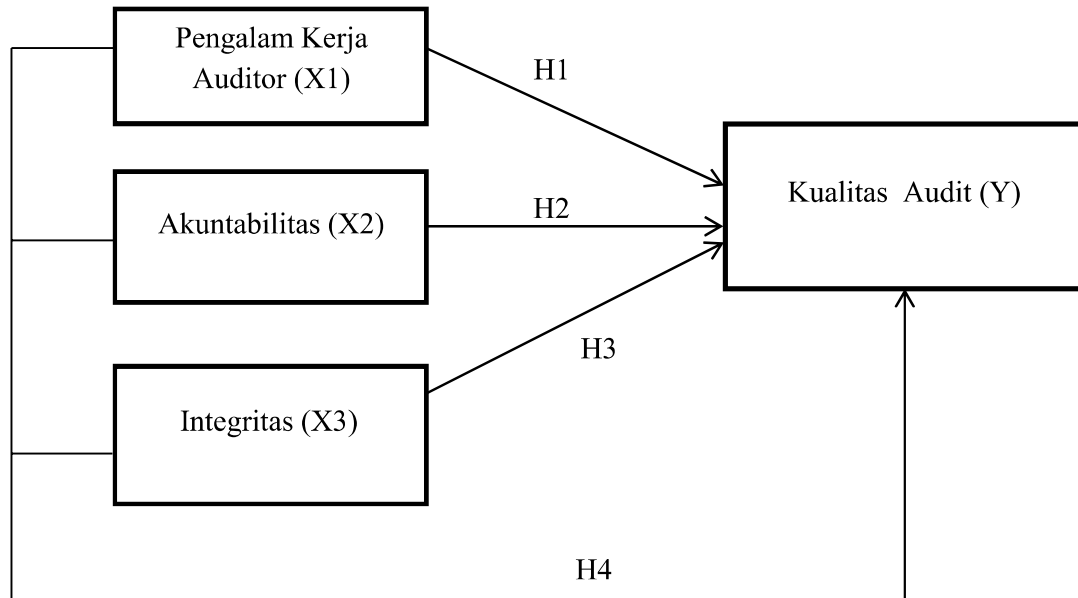 Pengalam Kerja
Auditor (X1)
H1
Kualitas Audit (Y)
Akuntabilitas (X2)
H2
H3
Integritas (X3)
H4